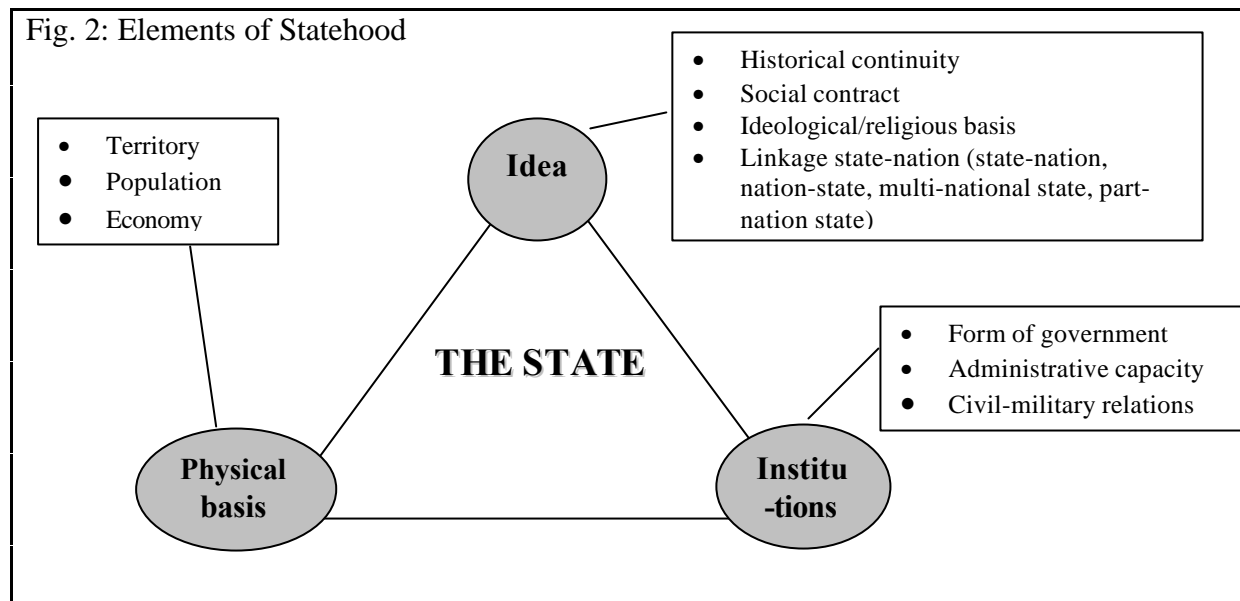 Fig. 2: Elements of Statehood
• Historical continuity
• Social contract
• Ideological/religious basis
• Linkage state-nation (state-nation,
nation-state, multi-national state, part-
nation state)
• Territory
• Population
• Economy
Idea
THE STATE
• Form of government
• Administrative capacity
• Civil-military relations
Physical
basis
Institu
-tions